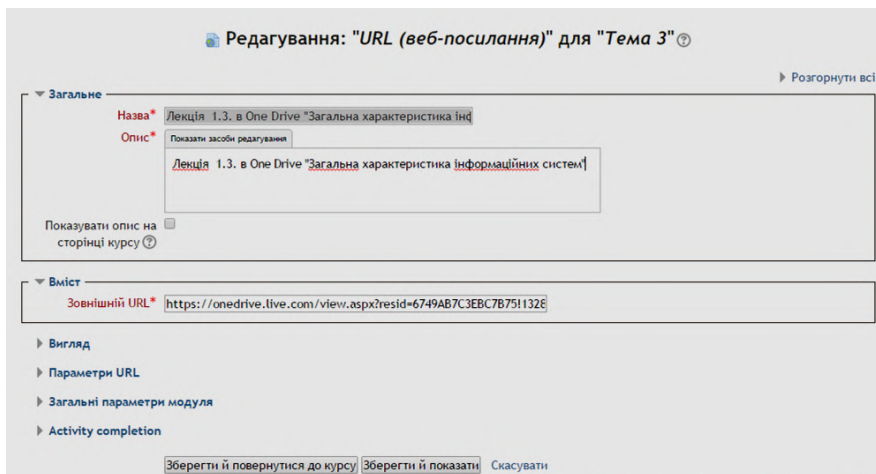 Редагування: "URL (веб-посилання)" для "Тема 3"
Розгорнути всі
Загальне
Назва* Лекція 1.3. в One Drive "Загальна характеристика інф
Опис* Показати засоби редагування
Лекція 1.3. в One Drive "Загальна характеристика інформаційних систем"
Показувати опис на
сторінці курсу
Вміст
Зовнішній URL* https://onedrive.live.com/view.aspx?resid=6749AB7C3EBC7B75!1328
Вигляд
Параметри URL
Загальні параметри модуля
Activity completion
Зберегти й повернутися до курсу Зберегти й показати Скасувати